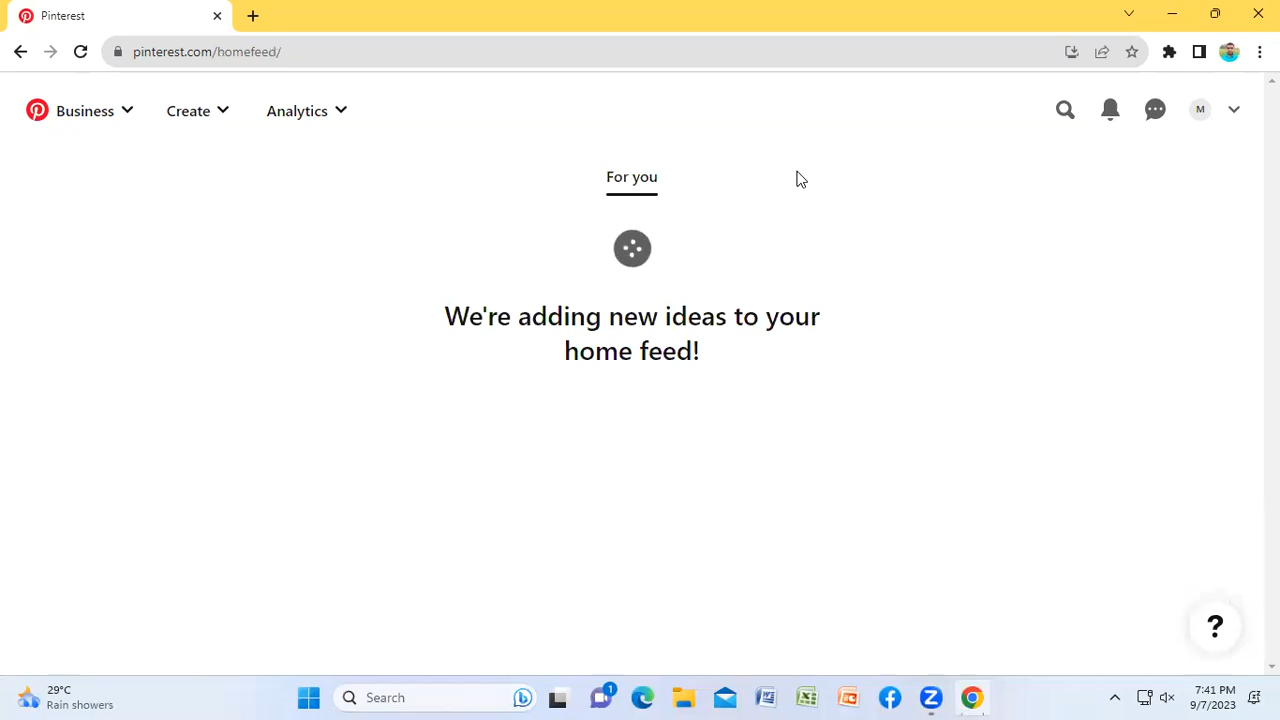 Pinterest
pinterest.com/homefeed/
Business
Create
Analytics
M
For you
We're adding new ideas to your
home feed!
?
29°C
Rain showers
Search
1
7:41 PM
9/7/2023